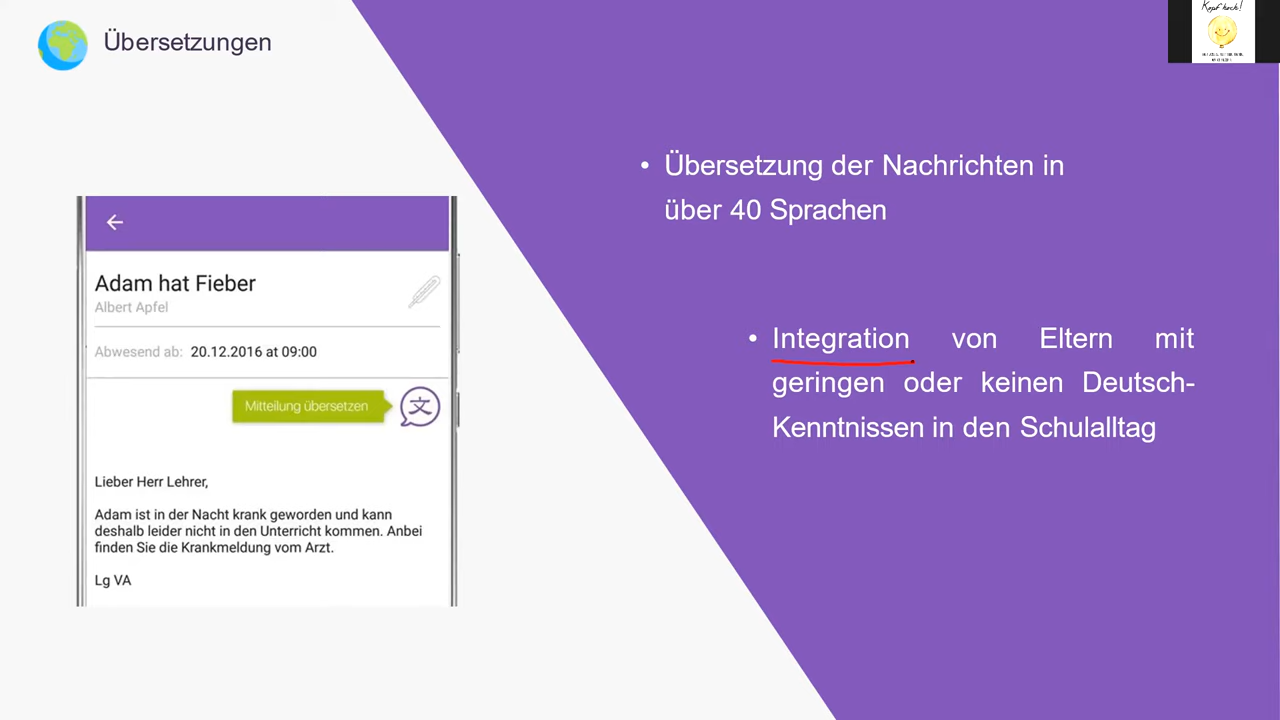 Übersetzungen
Kopf hoch!
• Übersetzung der Nachrichten in
über 40 Sprachen
• Integration von Eltern mit
geringen oder keinen Deutsch-
Kenntnissen in den Schulalltag
Adam hat Fieber
Albert Apfel
Abwesend ab: 20.12.2016 at 09:00
Mitteilung übersetzen
文
Lieber Herr Lehrer,
Adam ist in der Nacht krank geworden und kann
deshalb leider nicht in den Unterricht kommen. Anbei
finden Sie die Krankmeldung vom Arzt.
Lg VA